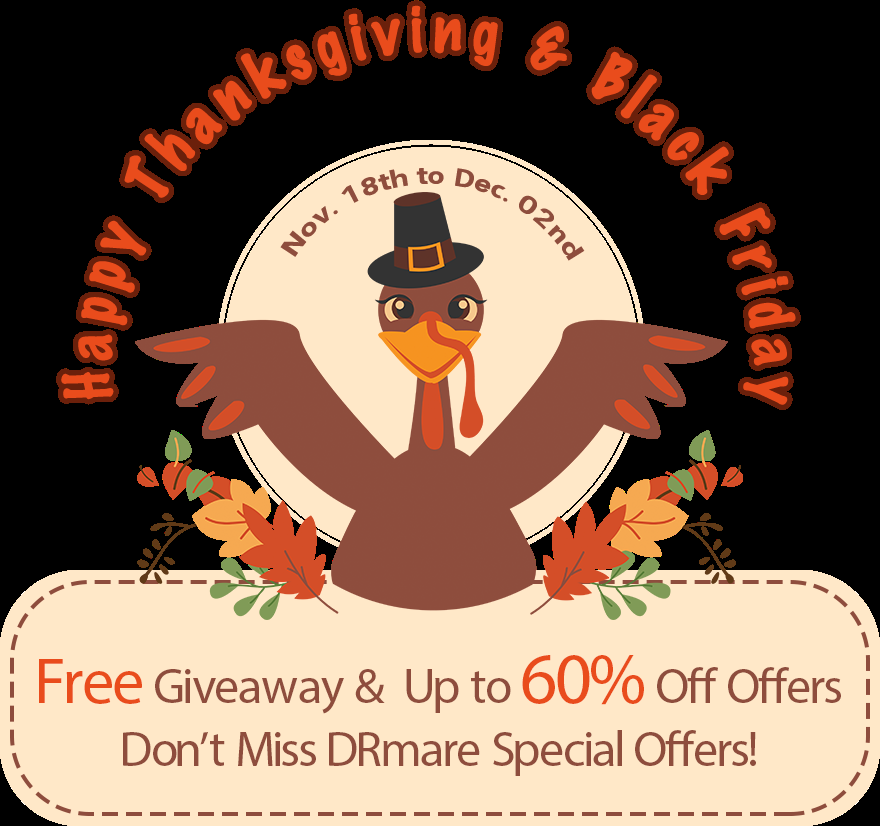 Happy Thanksgiving & Black Friday
Nov. 18th to Dec. 02nd
Free Giveaway & Up to 60% Off Offers
Don't Miss DRmare Special Offers!